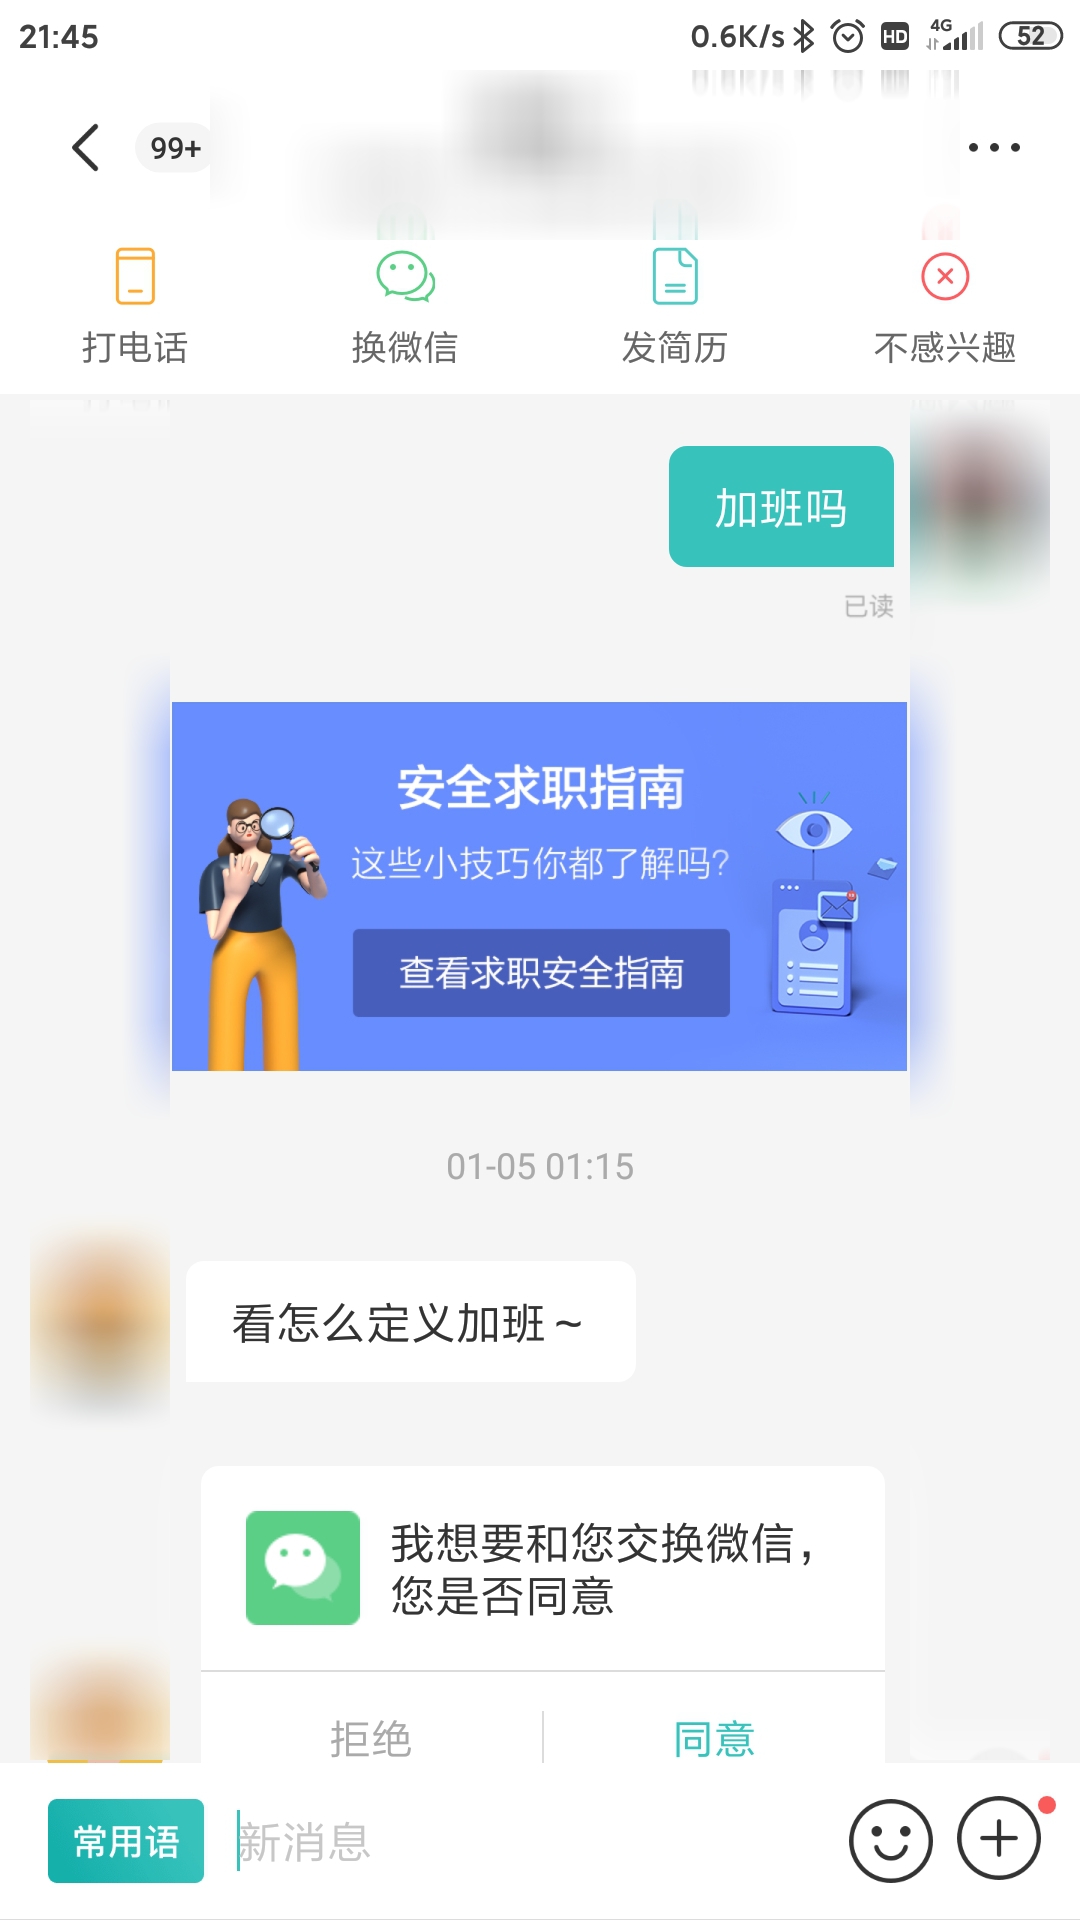 21:45
0.6K/s HD 4G 52
99+
打电话 换微信 发简历 不感兴趣
加班吗
已读
安全求职指南
这些小技巧你都了解吗?
查看求职安全指南
01-05 01:15
看怎么定义加班~
我想要和您交换微信，
您是否同意
拒绝 同意
常用语 新消息